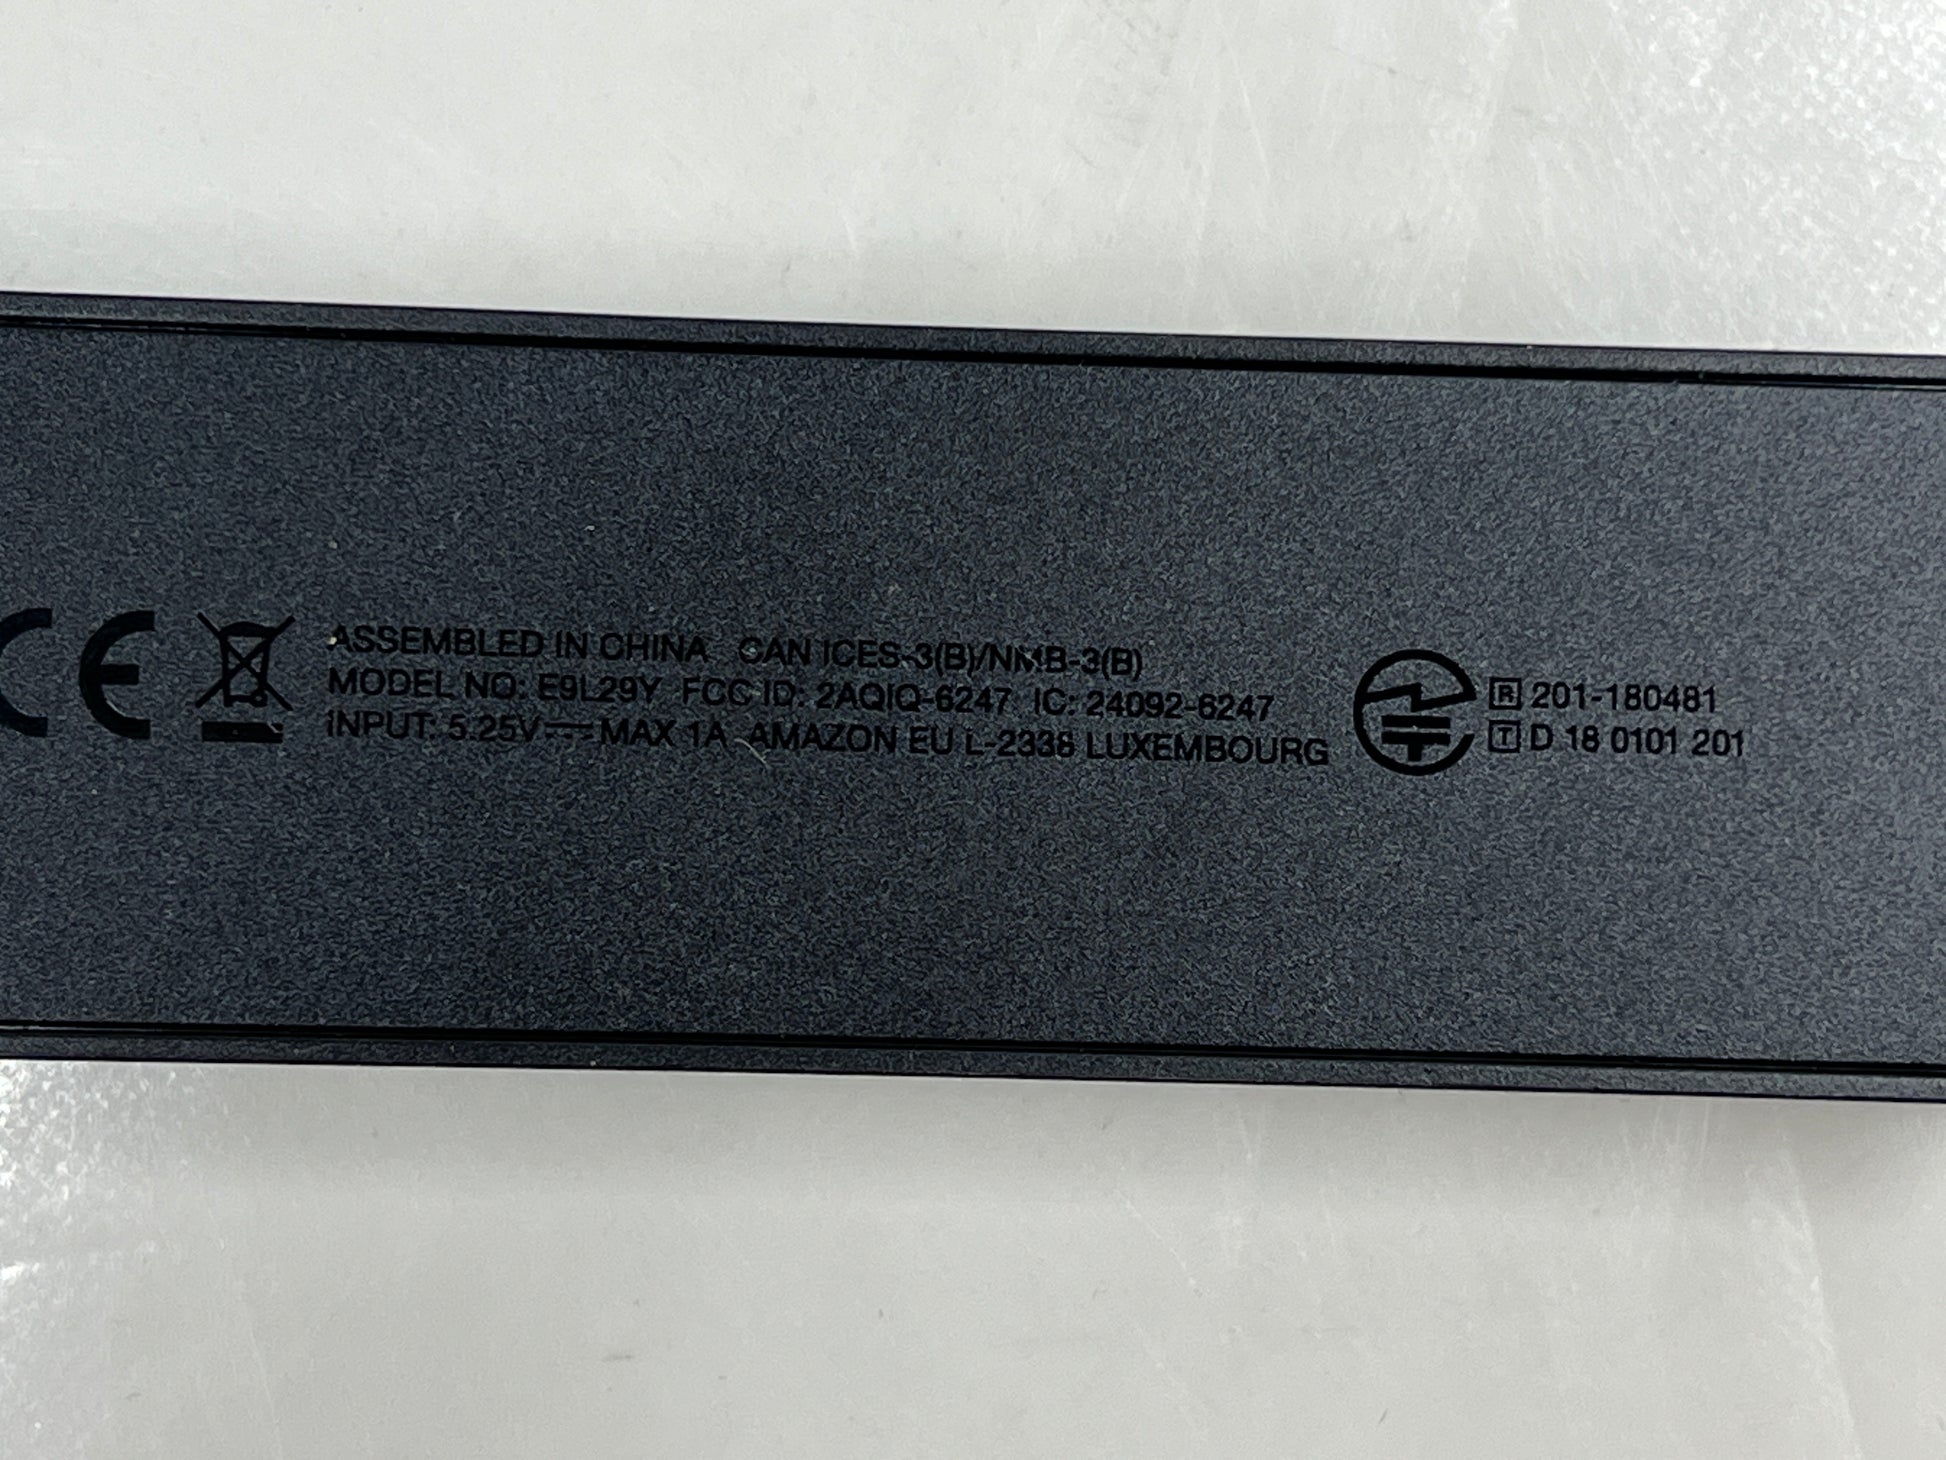 CE ASSEMBLED IN CHINA CAN ICES-3(B)/NMB-3(B)
MODEL NO: E9L29Y FCC ID: 2AQIQ-6247 IC: 24092-6247
INPUT: 5.25V⎓MAX 1A AMAZON EU L-2338 LUXEMBOURG
R 201-180481
T D 18 0101 201